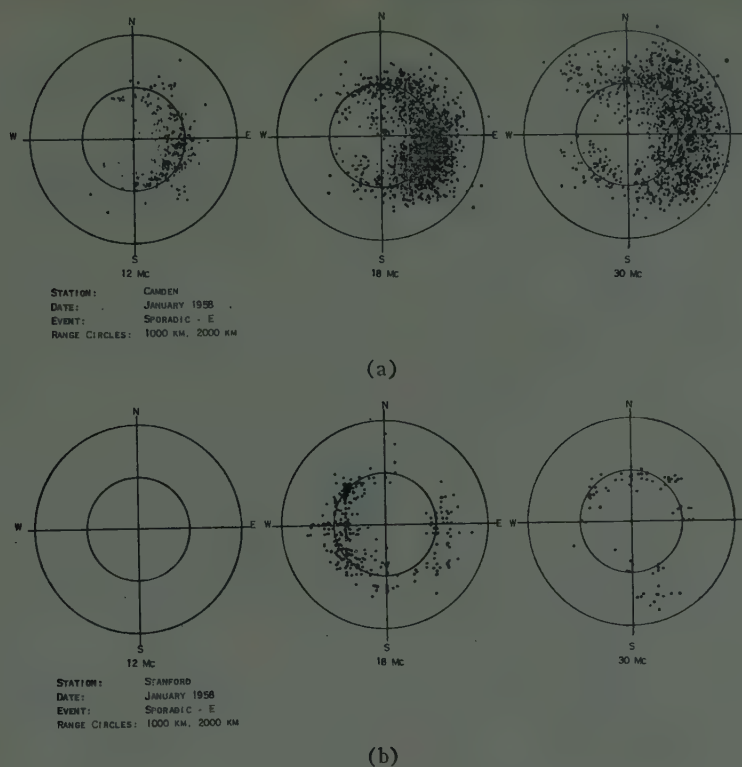 N N N
W E W E W E
S S S
12 Mc 18 Mc 30 Mc
STATION: CAMDEN
DATE: JANUARY 1958
EVENT: SPORADIC - E
RANGE CIRCLES: 1000 KM, 2000 KM
(a)
N N N
W E W E W E
S S S
12 Mc 18 Mc 30 Mc
STATION: STANFORD
DATE: JANUARY 1958
EVENT: SPORADIC - E
RANGE CIRCLES: 1000 KM, 2000 KM
(b)